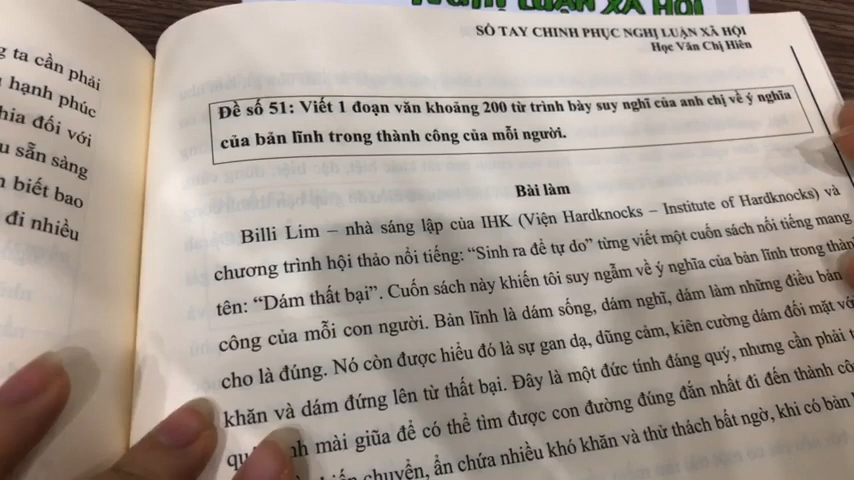 NGHỊ LUẬN XÃ HỘI
g ta cần phải
hạnh phúc
hia đối với
u sẵn sàng
n biết bao
đi nhiều
SỔ TAY CHINH PHỤC NGHỊ LUẬN XÃ HỘI
Học Văn Chị Hiên
Đề số 51: Viết 1 đoạn văn khoảng 200 từ trình bày suy nghĩ của anh chị về ý nghĩa
của bản lĩnh trong thành công của mỗi người.
Bài làm
Billi Lim – nhà sáng lập của IHK (Viện Hardknocks – Institute of Hardknocks) và
chương trình hội thảo nổi tiếng: “Sinh ra để tự do” từng viết một cuốn sách nổi tiếng mang
tên: “Dám thất bại”. Cuốn sách này khiến tôi suy ngẫm về ý nghĩa của bản lĩnh trong thành
công của mỗi con người. Bản lĩnh là dám sống, dám nghĩ, dám làm những điều bản
cho là đúng. Nó còn được hiểu đó là sự gan dạ, dũng cảm, kiên cường dám đối mặt với
khăn và dám đứng lên từ thất bại. Đây là một đức tính đáng quý, nhưng cần phải t
mài giũa để có thể tìm được con đường đúng đắn nhất đi đến thành cô
chuyển, ẩn chứa nhiều khó khăn và thử thách bất ngờ, khi có bản